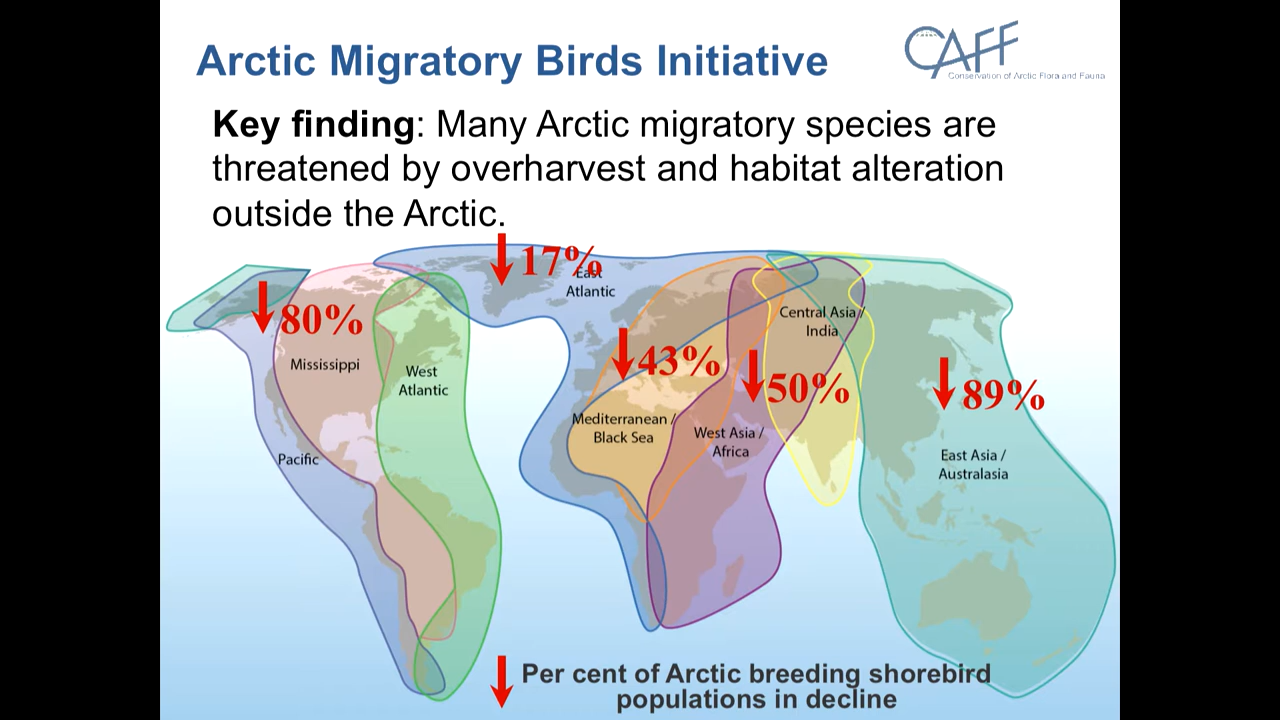 Arctic Migratory Birds Initiative
CAFF
Conservation of Arctic Flora and Fauna
Key finding: Many Arctic migratory species are
threatened by overharvest and habitat alteration
outside the Arctic.
17%
East
Atlantic
80%
Central Asia /
India
43%
Mississippi
West
Atlantic
50%
89%
Mediterranean /
Black Sea
West Asia /
Africa
Pacific
East Asia /
Australasia
Per cent of Arctic breeding shorebird
populations in decline